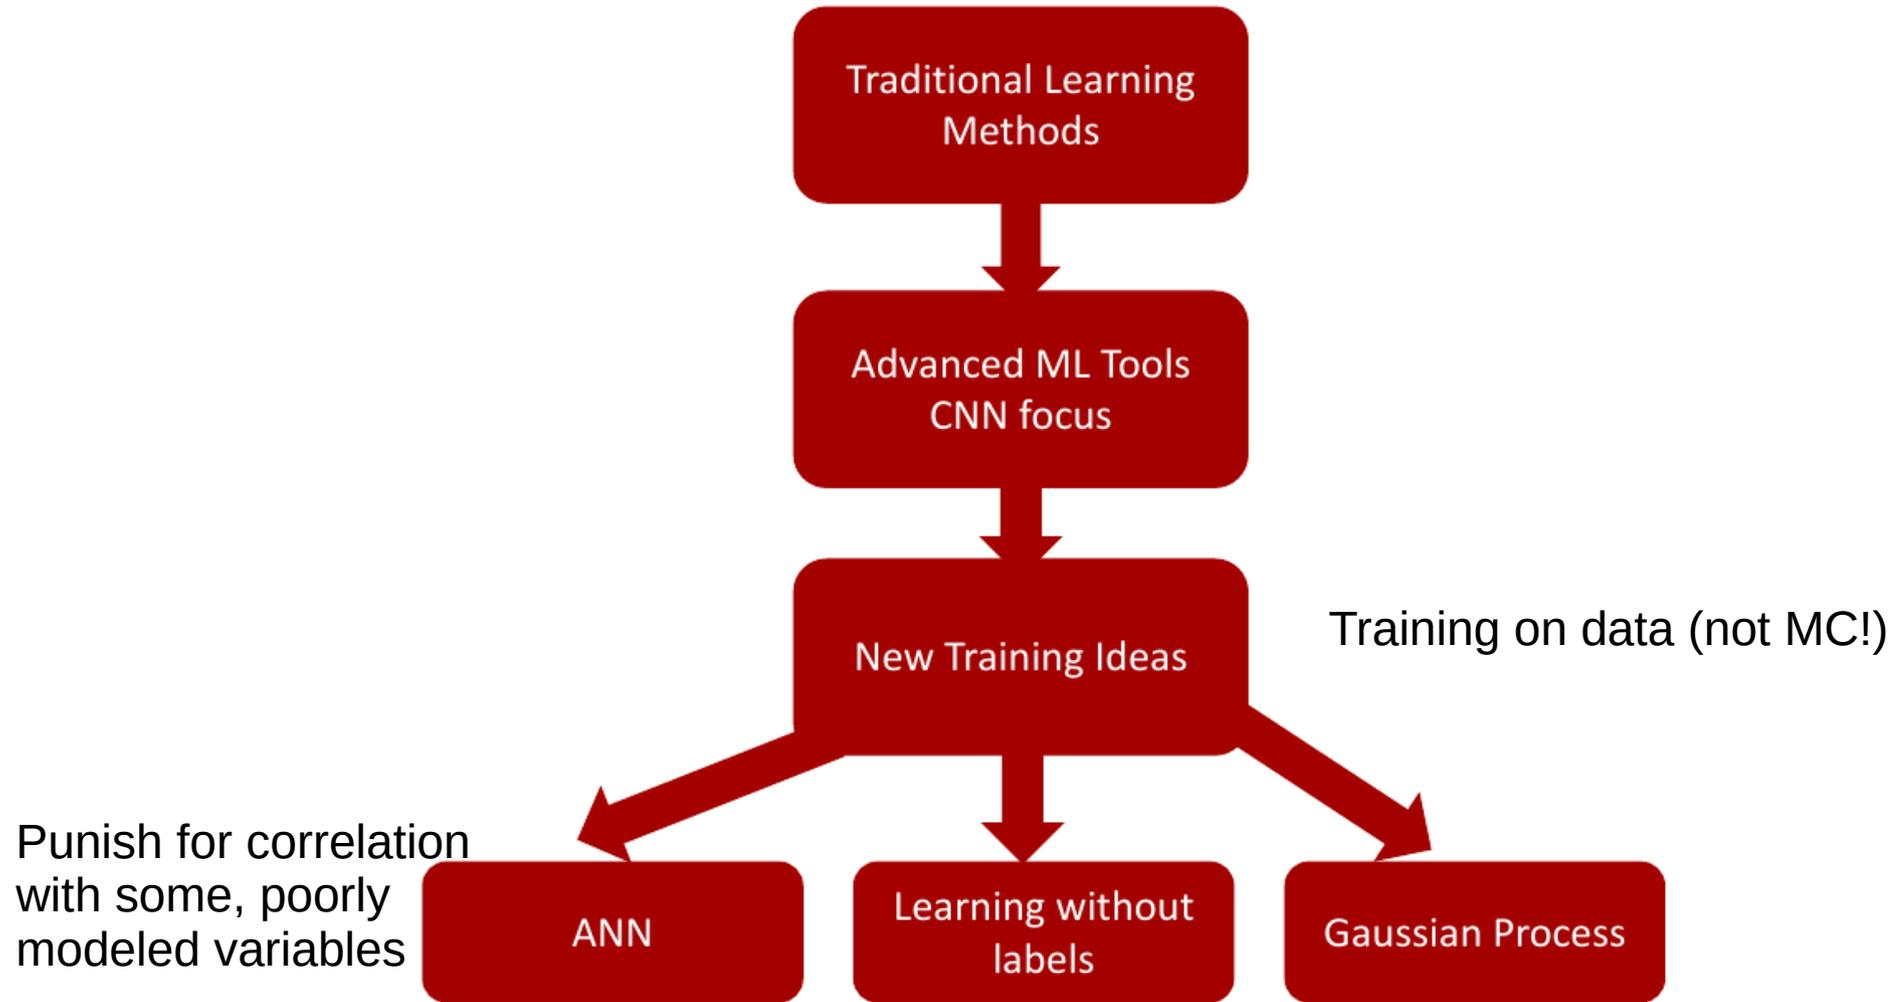 Traditional Learning
Methods
Advanced ML Tools
CNN focus
New Training Ideas
Training on data (not MC!)
Punish for correlation
with some, poorly
modeled variables
ANN
Learning without
labels
Gaussian Process